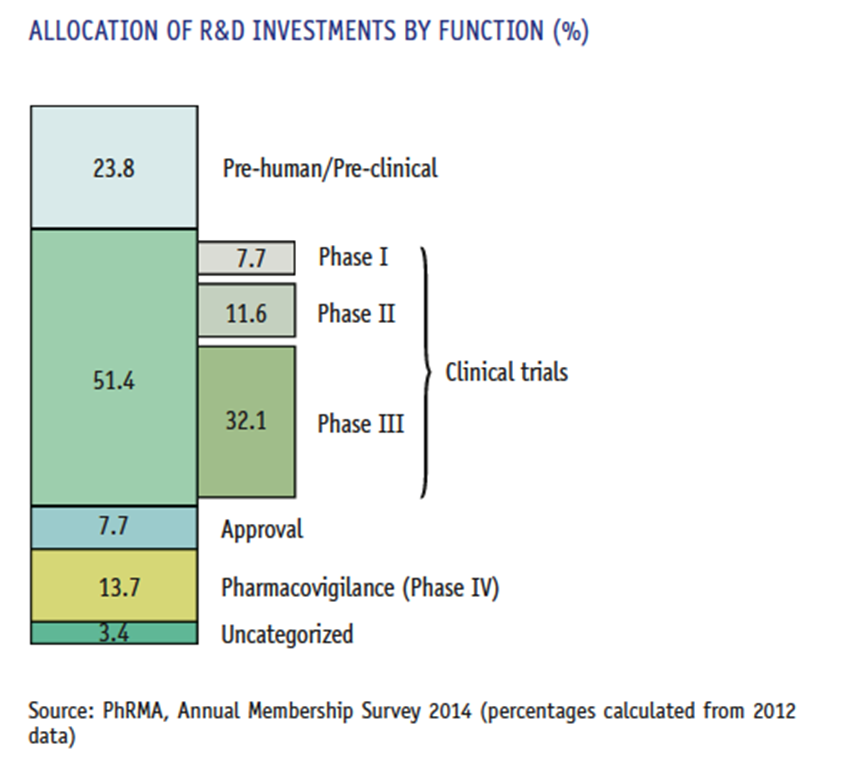 ALLOCATION OF R&D INVESTMENTS BY FUNCTION (%)
23.8 Pre-human/Pre-clinical
7.7 Phase I
11.6 Phase II
51.4
Clinical trials
32.1 Phase III
7.7 Approval
13.7 Pharmacovigilance (Phase IV)
3.4 Uncategorized
Source: PhRMA, Annual Membership Survey 2014 (percentages calculated from 2012
data)